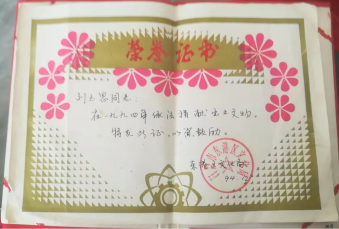 荣誉证书
刘志恩同志:
在一九九四年依法捐献出土文物,
特发此证,以资鼓励。
94.